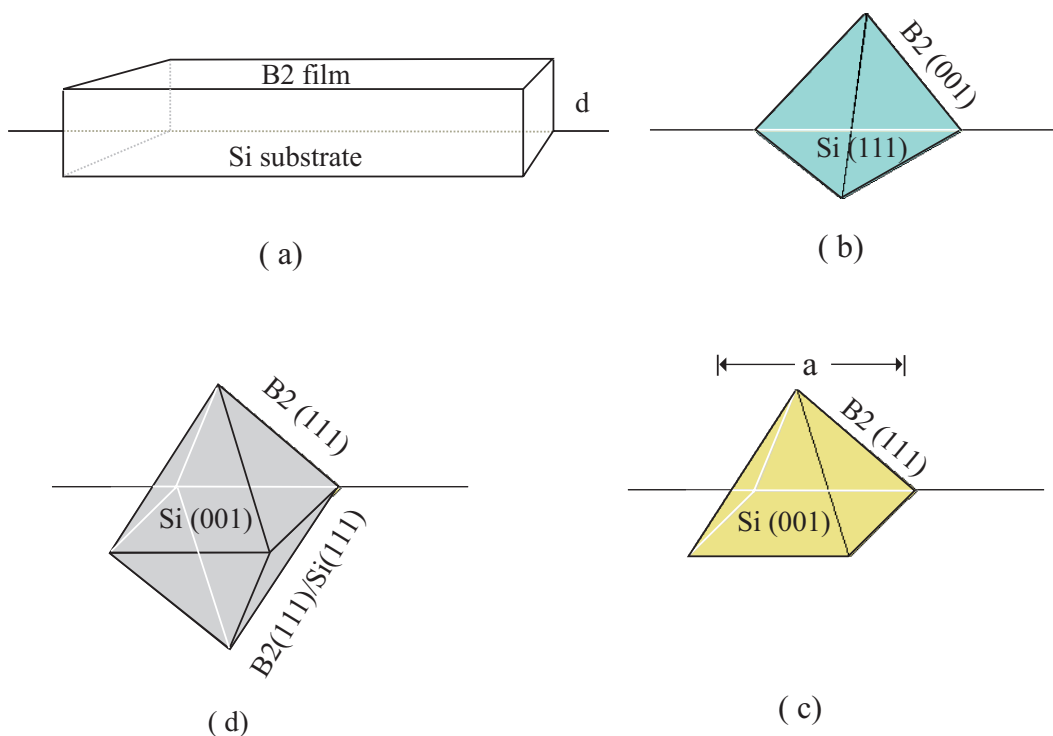 B2 film
d
Si substrate
( a)
B2 (001)
Si (111)
( b)
B2 (111)
Si (001)
B2(111)/Si(111)
( d)
a
B2 (111)
Si (001)
( c)